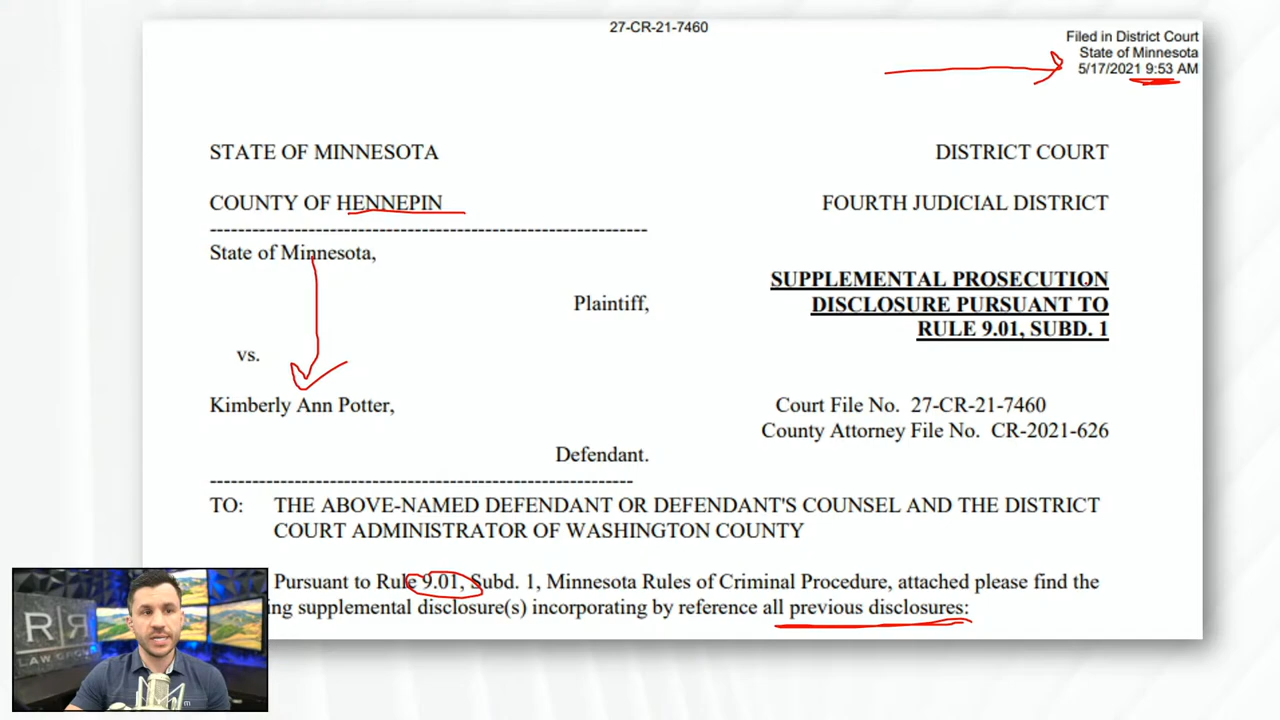 27-CR-21-7460
Filed in District Court
State of Minnesota
5/17/2021 9:53 AM
STATE OF MINNESOTA
DISTRICT COURT
COUNTY OF HENNEPIN
FOURTH JUDICIAL DISTRICT
-----------------------------------------------------------------
State of Minnesota,
SUPPLEMENTAL PROSECUTION
DISCLOSURE PURSUANT TO
RULE 9.01, SUBD. 1
Plaintiff,
vs.
Kimberly Ann Potter,
Court File No. 27-CR-21-7460
County Attorney File No. CR-2021-626
Defendant.
---------------------------------------------------------------
TO: THE ABOVE-NAMED DEFENDANT OR DEFENDANT'S COUNSEL AND THE DISTRICT
COURT ADMINISTRATOR OF WASHINGTON COUNTY
Pursuant to Rule 9.01, Subd. 1, Minnesota Rules of Criminal Procedure, attached please find the
supplemental disclosure(s) incorporating by reference all previous disclosures:
R R
LAW GROUP